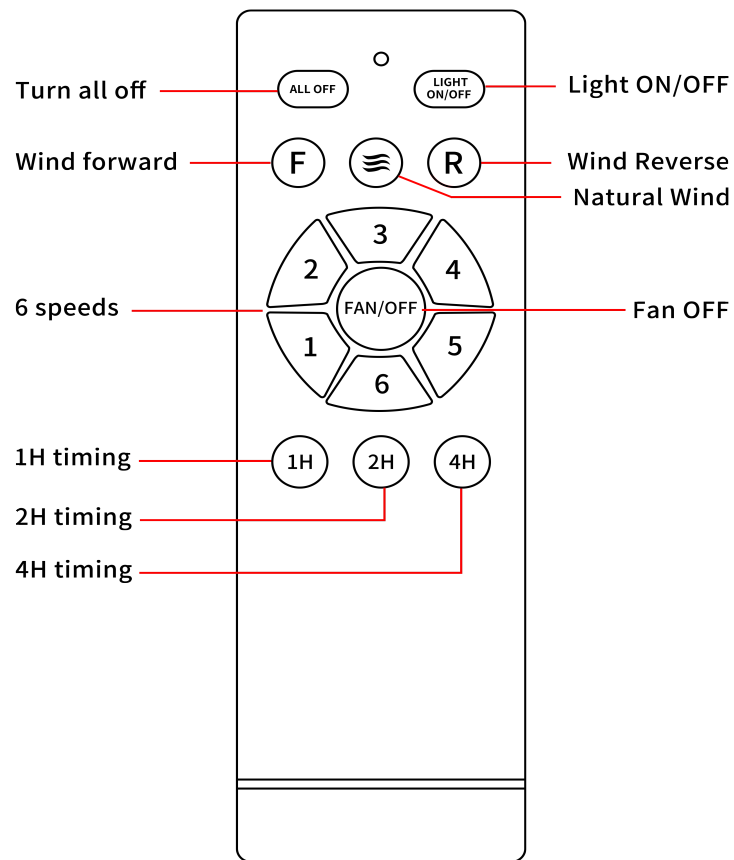 Turn all off
ALL OFF
LIGHT
ON/OFF
Light ON/OFF
Wind forward
F
R
Wind Reverse
Natural Wind
3
2
4
6 speeds
FAN/OFF
Fan OFF
1
5
6
1H timing
1H
2H
4H
2H timing
4H timing